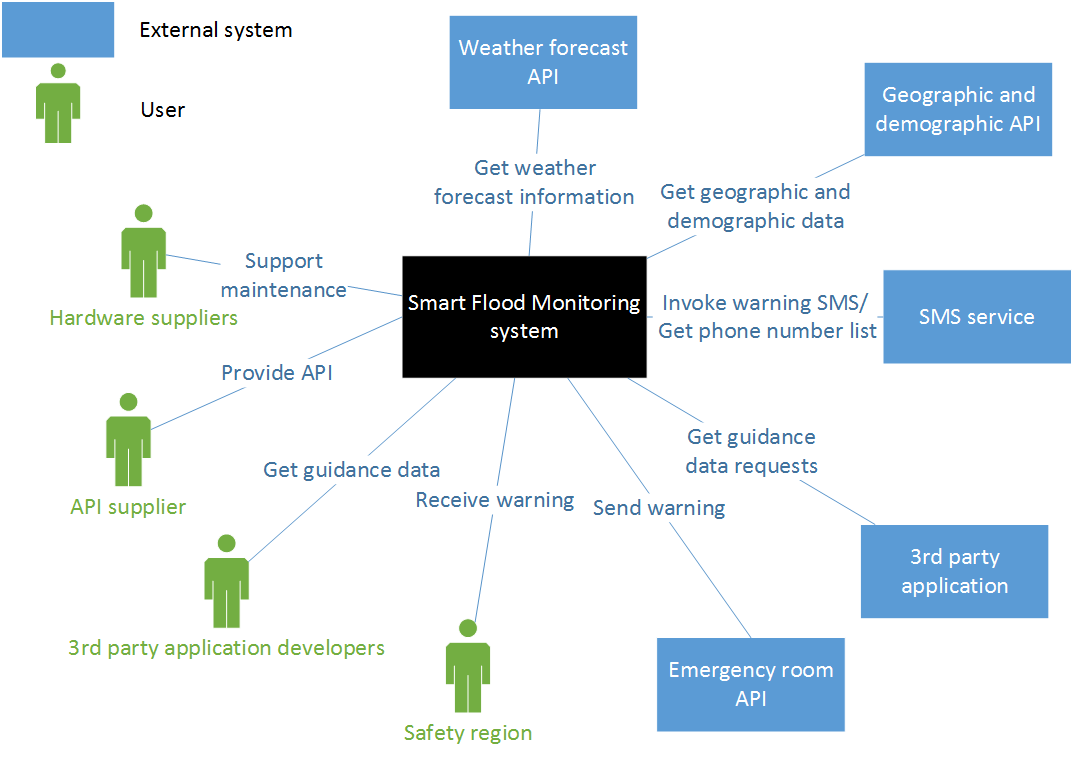 External system
User
Weather forecast
API
Geographic and
demographic API
Get weather
forecast information
Get geographic and
demographic data
Support
maintenance
Hardware suppliers
Smart Flood Monitoring
system
Invoke warning SMS/
Get phone number list
SMS service
Provide API
API supplier
Get guidance data
Receive warning
Send warning
Get guidance
data requests
3rd party
application
3rd party application developers
Safety region
Emergency room
API